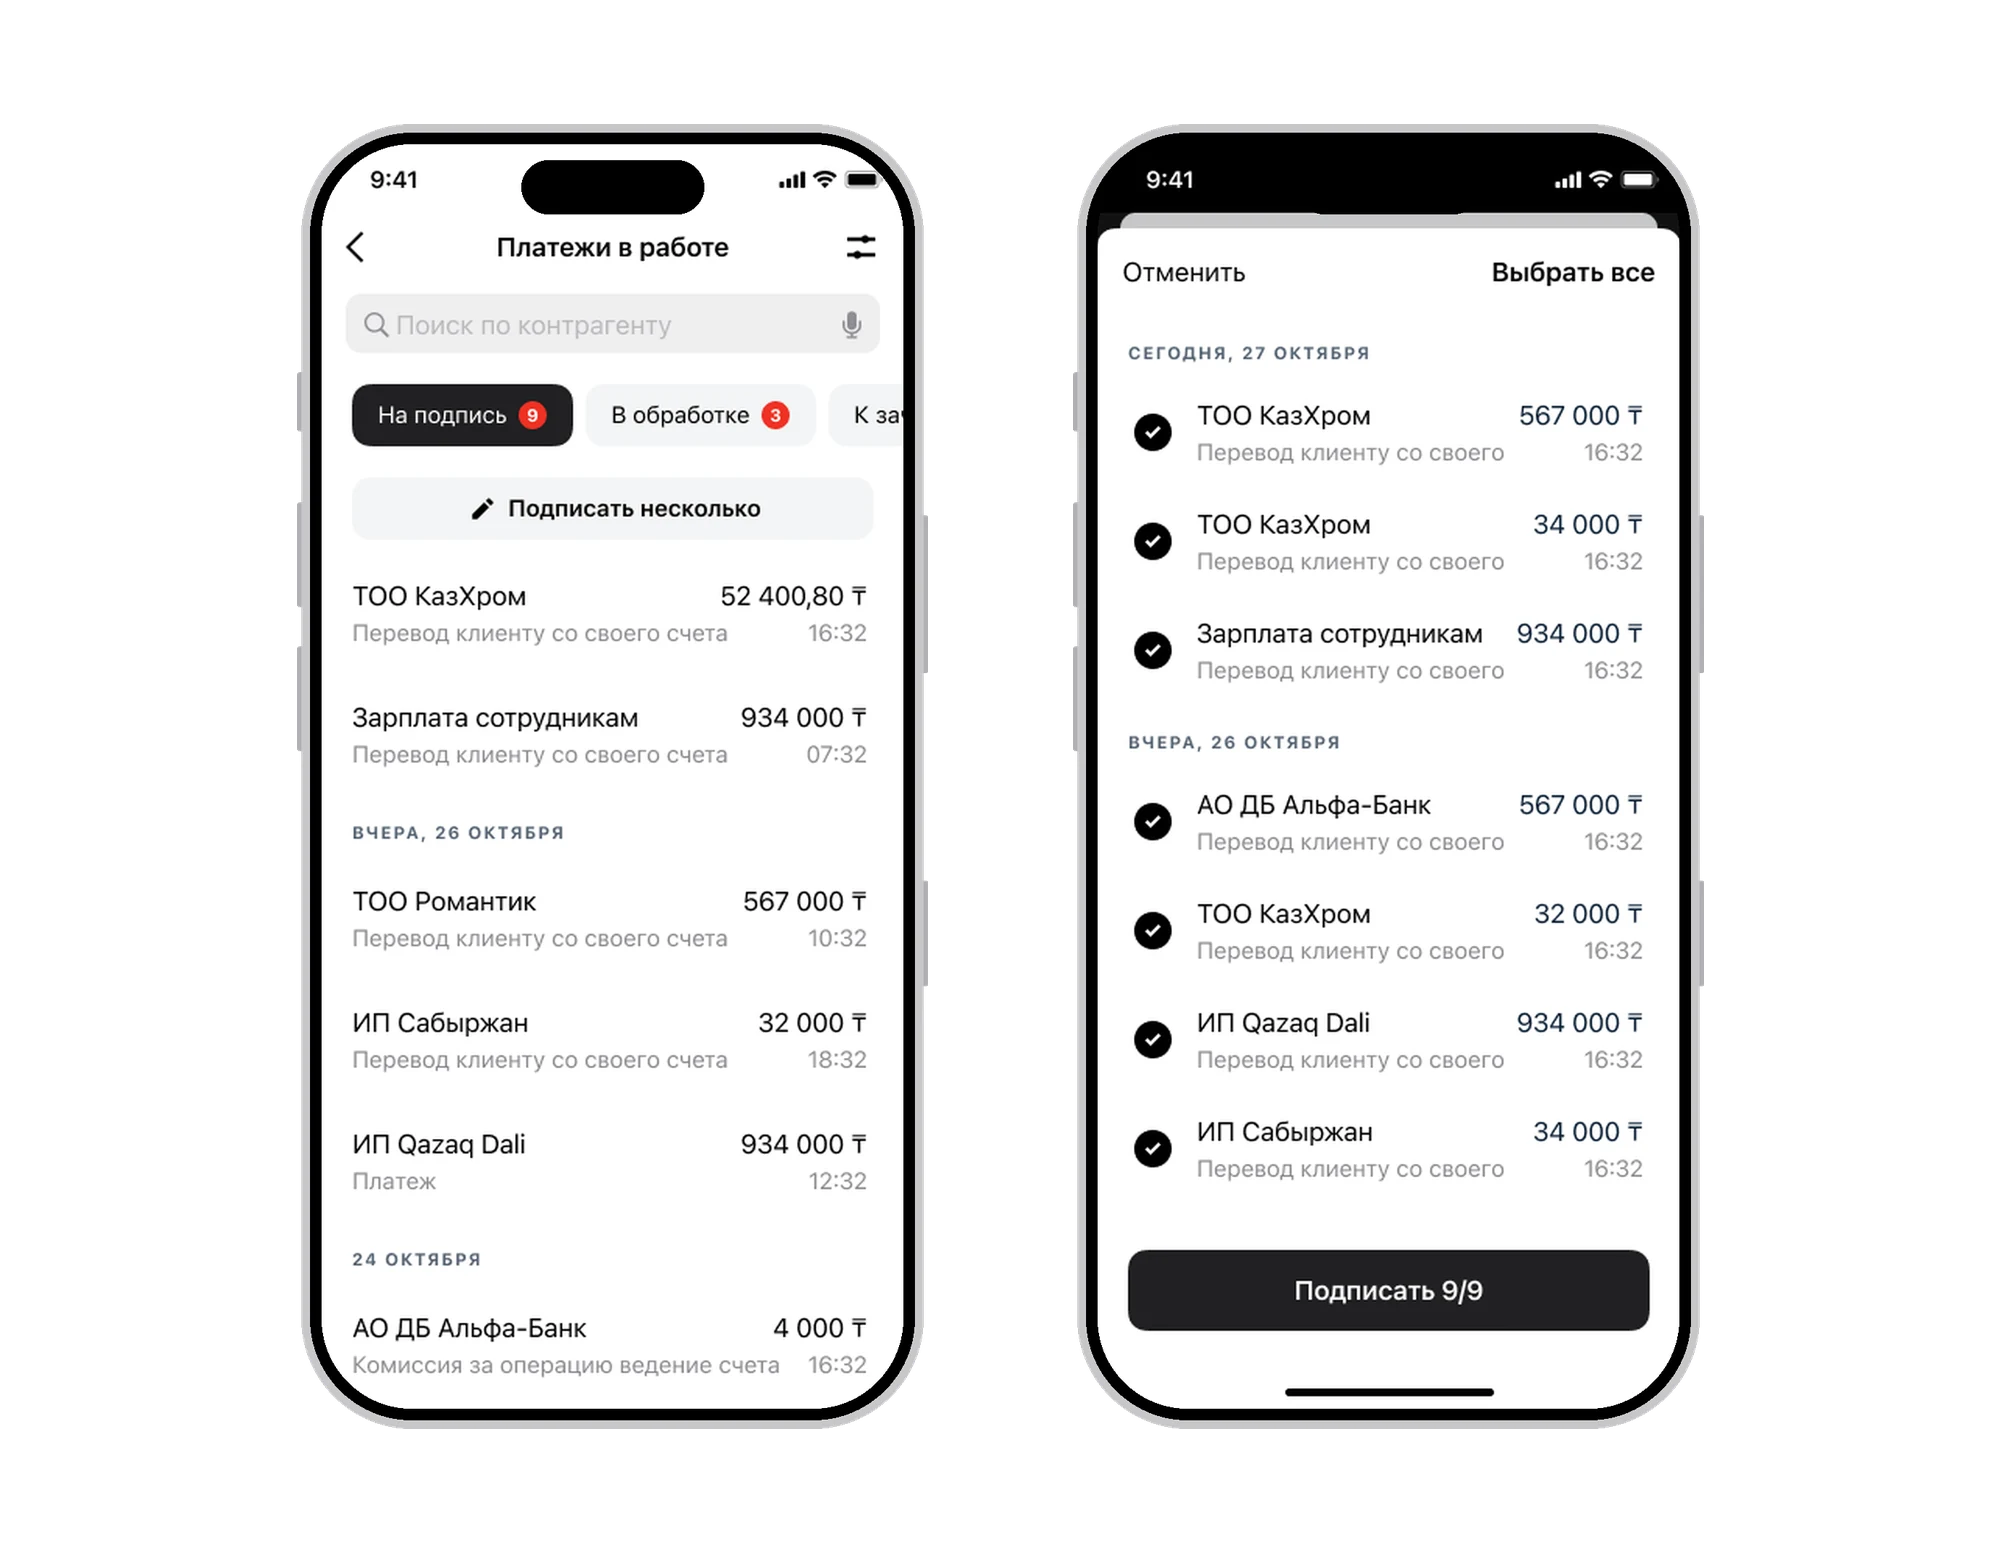 9:41
Платежи в работе
Поиск по контрагенту
На подпись 9 В обработке 3 К зач
Подписать несколько
ТОО КазХром 52 400,80 ₸
Перевод клиенту со своего счета 16:32
Зарплата сотрудникам 934 000 ₸
Перевод клиенту со своего счета 07:32
ВЧЕРА, 26 ОКТЯБРЯ
ТОО Романтик 567 000 ₸
Перевод клиенту со своего счета 10:32
ИП Сабыржан 32 000 ₸
Перевод клиенту со своего счета 18:32
ИП Qazaq Dali 934 000 ₸
Платеж 12:32
24 ОКТЯБРЯ
АО ДБ Альфа-Банк 4 000 ₸
Комиссия за операцию ведение счета 16:32
9:41
Отменить Выбрать все
СЕГОДНЯ, 27 ОКТЯБРЯ
ТОО КазХром 567 000 ₸
Перевод клиенту со своего 16:32
ТОО КазХром 34 000 ₸
Перевод клиенту со своего 16:32
Зарплата сотрудникам 934 000 ₸
Перевод клиенту со своего 16:32
ВЧЕРА, 26 ОКТЯБРЯ
АО ДБ Альфа-Банк 567 000 ₸
Перевод клиенту со своего 16:32
ТОО КазХром 32 000 ₸
Перевод клиенту со своего 16:32
ИП Qazaq Dali 934 000 ₸
Перевод клиенту со своего 16:32
ИП Сабыржан 34 000 ₸
Перевод клиенту со своего 16:32
Подписать 9/9